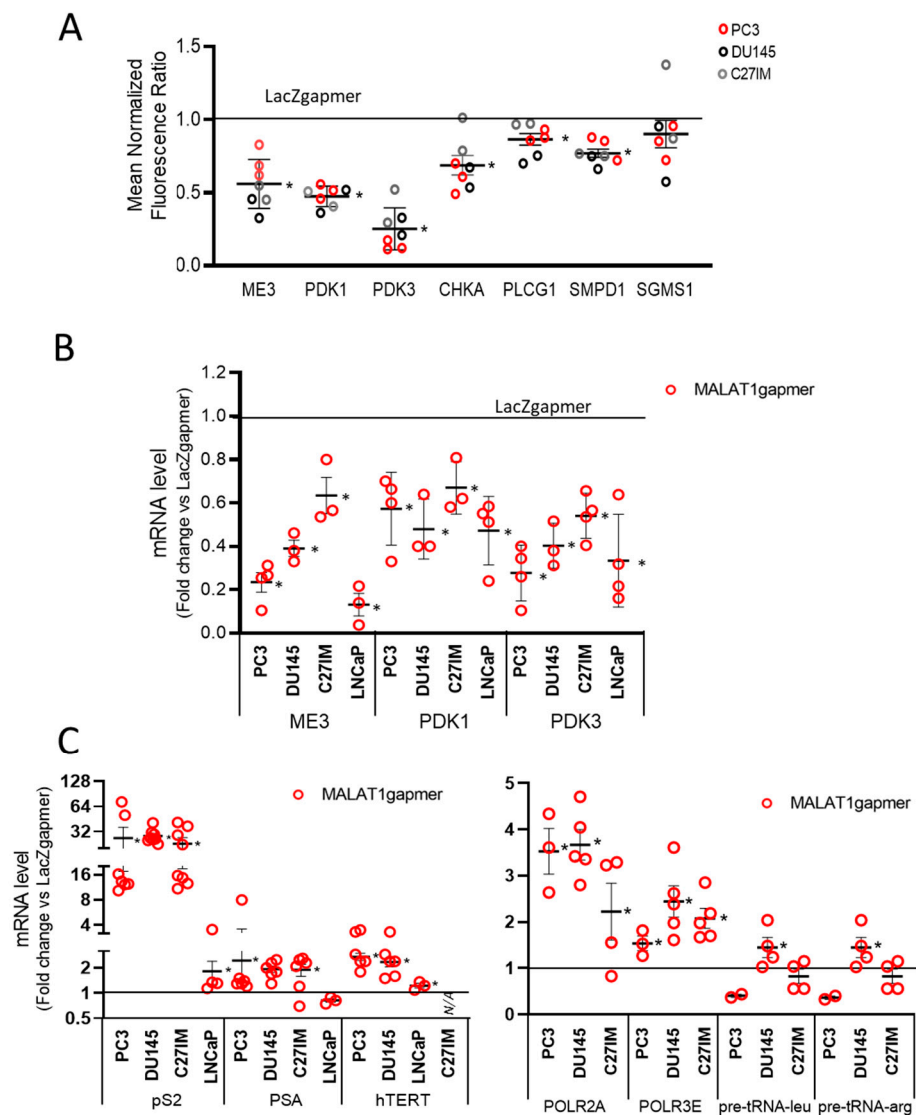 A
PC3
DU145
C27IM
Mean Normalized
Fluorescence Ratio
1.5
1.0
0.5
0.0
LacZgapmer
*
*
*
*
*
*
ME3 PDK1 PDK3 CHKA PLCG1 SMPD1 SGMS1
B
mRNA level
(Fold change vs LacZgapmer)
1.2
1.0
0.8
0.6
0.4
0.2
0.0
LacZgapmer
MALAT1gapmer
* * * * * * * * * * * *
PC3 DU145 C27IM LNCaP PC3 DU145 C27IM LNCaP PC3 DU145 C27IM LNCaP
ME3 PDK1 PDK3
C
mRNA level
(Fold change vs LacZgapmer)
128
64
32
16
8
4
2
1
0.5
MALAT1gapmer
* * * * * * * * * *
N/A
PC3 DU145 C27IM LNCaP PC3 DU145 C27IM LNCaP PC3 DU145 LNCaP C27IM
pS2 PSA hTERT
5
4
3
2
1
0
MALAT1gapmer
* * * * * * * *
PC3 DU145 C27IM PC3 DU145 C27IM PC3 DU145 C27IM PC3 DU145 C27IM
POLR2A POLR3E pre-tRNA-leu pre-tRNA-arg